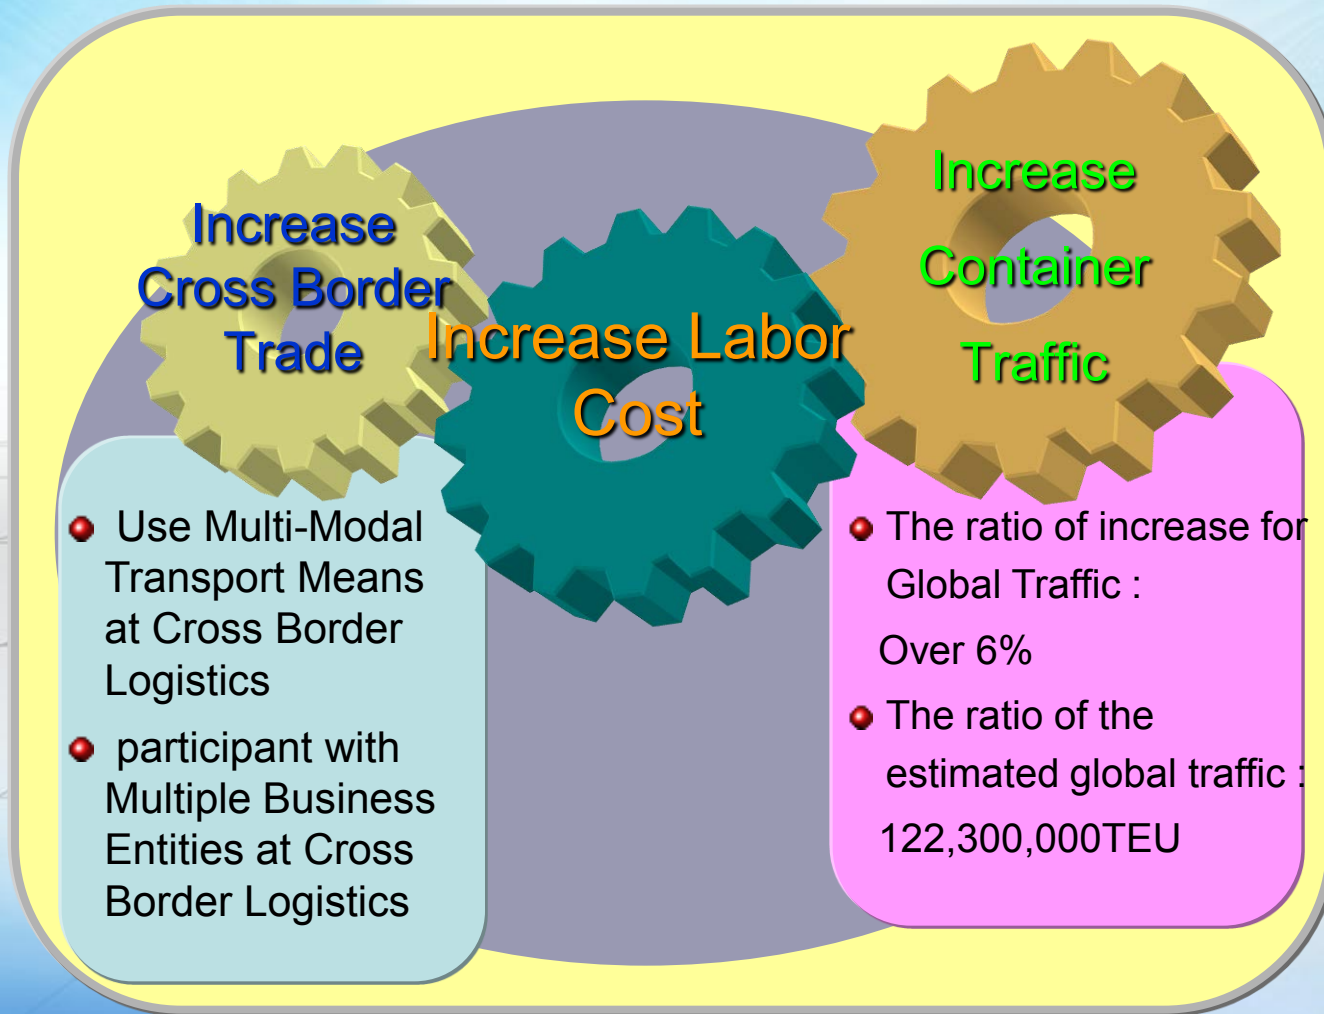 Increase
Cross Border
Trade
Increase Labor
Cost
Increase
Container
Traffic
Use Multi-Modal
Transport Means
at Cross Border
Logistics
participant with
Multiple Business
Entities at Cross
Border Logistics
The ratio of increase for
Global Traffic :
Over 6%
The ratio of the
estimated global traffic :
122,300,000TEU